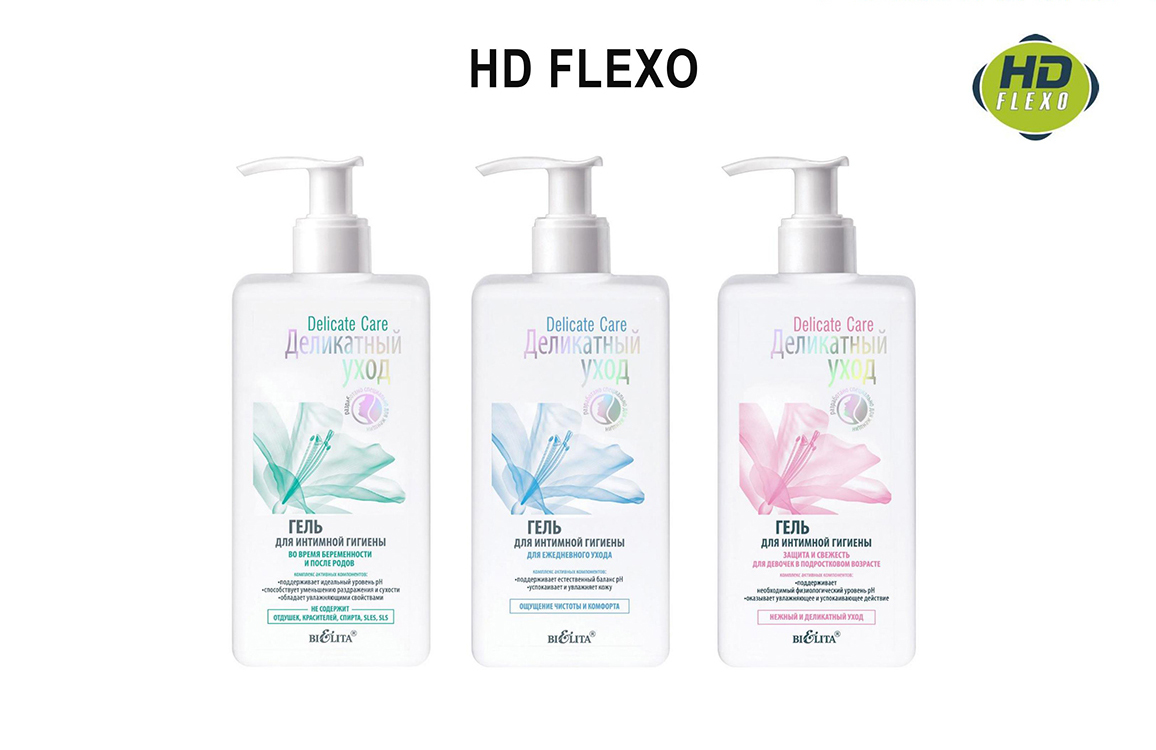 HD FLEXO
HD
FLEXO
Delicate Care
Деликатный
уход
ГЕЛЬ
ДЛЯ ИНТИМНОЙ ГИГИЕНЫ
ВО ВРЕМЯ БЕРЕМЕННОСТИ
И ПОСЛЕ РОДОВ
КОМПЛЕКС АКТИВНЫХ КОМПОНЕНТОВ:
•поддерживает идеальный уровень pH
•способствует уменьшению раздражения и сухости
•обладает увлажняющими свойствами
НЕ СОДЕРЖИТ
ОТДУШЕК, КРАСИТЕЛЕЙ, СПИРТА, SLES, SLS
BIELITA®
Delicate Care
Деликатный
уход
ГЕЛЬ
ДЛЯ ИНТИМНОЙ ГИГИЕНЫ
ДЛЯ ЕЖЕДНЕВНОГО УХОДА
КОМПЛЕКС АКТИВНЫХ КОМПОНЕНТОВ:
•поддерживает естественный баланс pH
•успокаивает и увлажняет кожу
ОЩУЩЕНИЕ ЧИСТОТЫ И КОМФОРТА
BIELITA®
Delicate Care
Деликатный
уход
ГЕЛЬ
ДЛЯ ИНТИМНОЙ ГИГИЕНЫ
ЗАЩИТА И СВЕЖЕСТЬ
ДЛЯ ДЕВОЧЕК В ПОДРОСТКОВОМ ВОЗРАСТЕ
КОМПЛЕКС АКТИВНЫХ КОМПОНЕНТОВ:
•поддерживает
необходимый физиологический уровень pH
•оказывает увлажняющее и успокаивающее действие
НЕЖНЫЙ И ДЕЛИКАТНЫЙ УХОД
BIELITA®